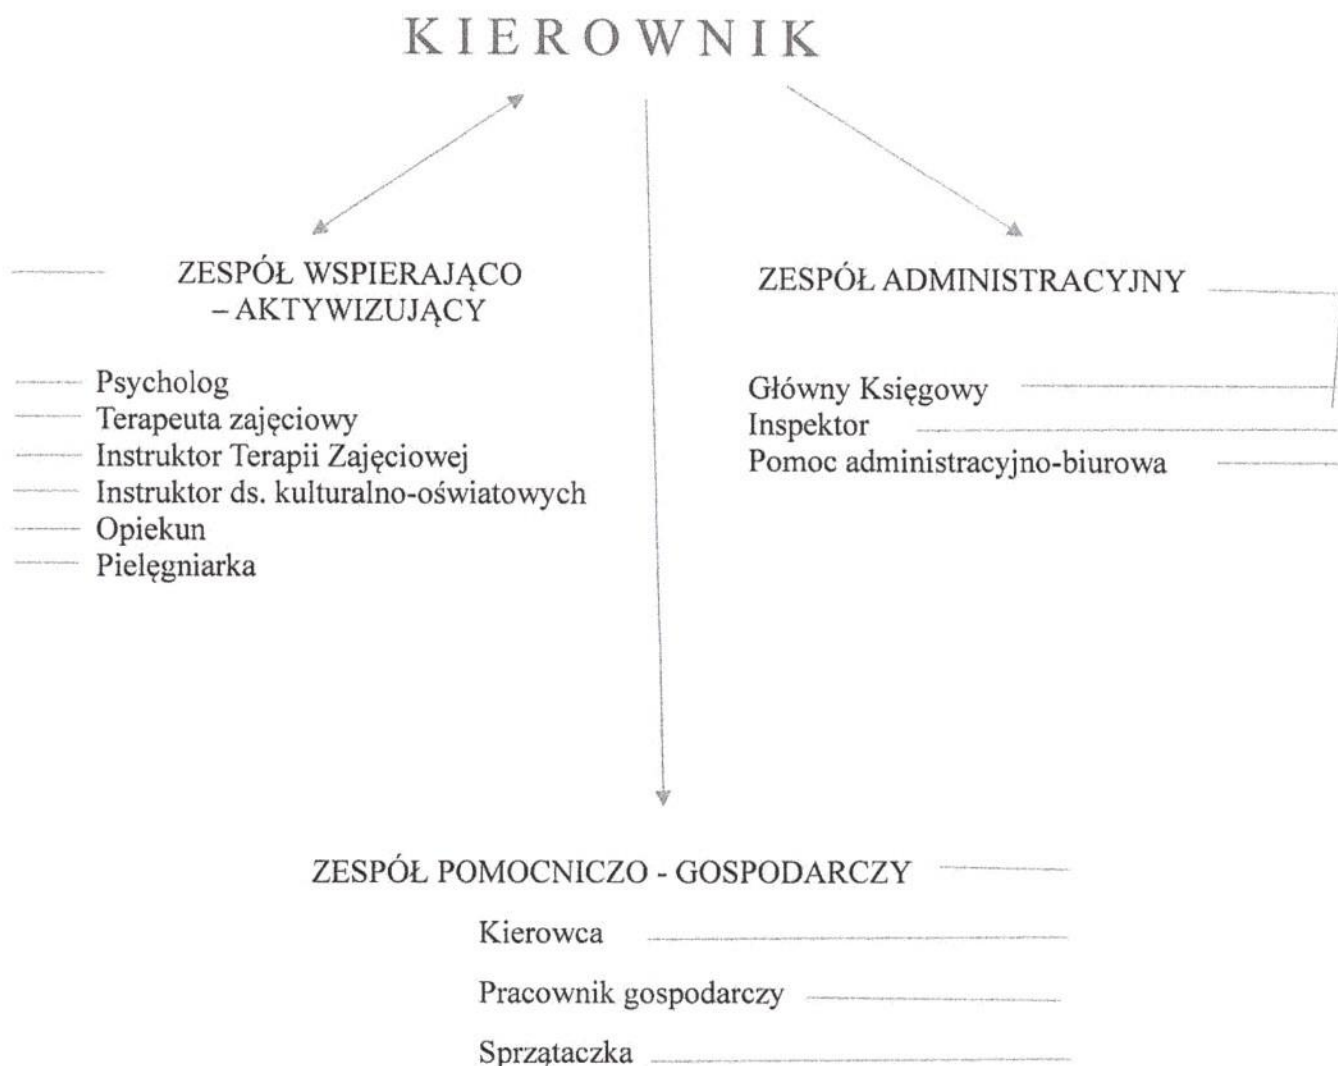 KIEROWNIK
ZESPÓŁ WSPIERAJĄCO
– AKTYWIZUJĄCY
Psycholog
Terapeuta zajęciowy
Instruktor Terapii Zajęciowej
Instruktor ds. kulturalno-oświatowych
Opiekun
Pielęgniarka
ZESPÓŁ ADMINISTRACYJNY
Główny Księgowy
Inspektor
Pomoc administracyjno-biurowa
ZESPÓŁ POMOCNICZO - GOSPODARCZY
Kierowca
Pracownik gospodarczy
Sprzątaczka